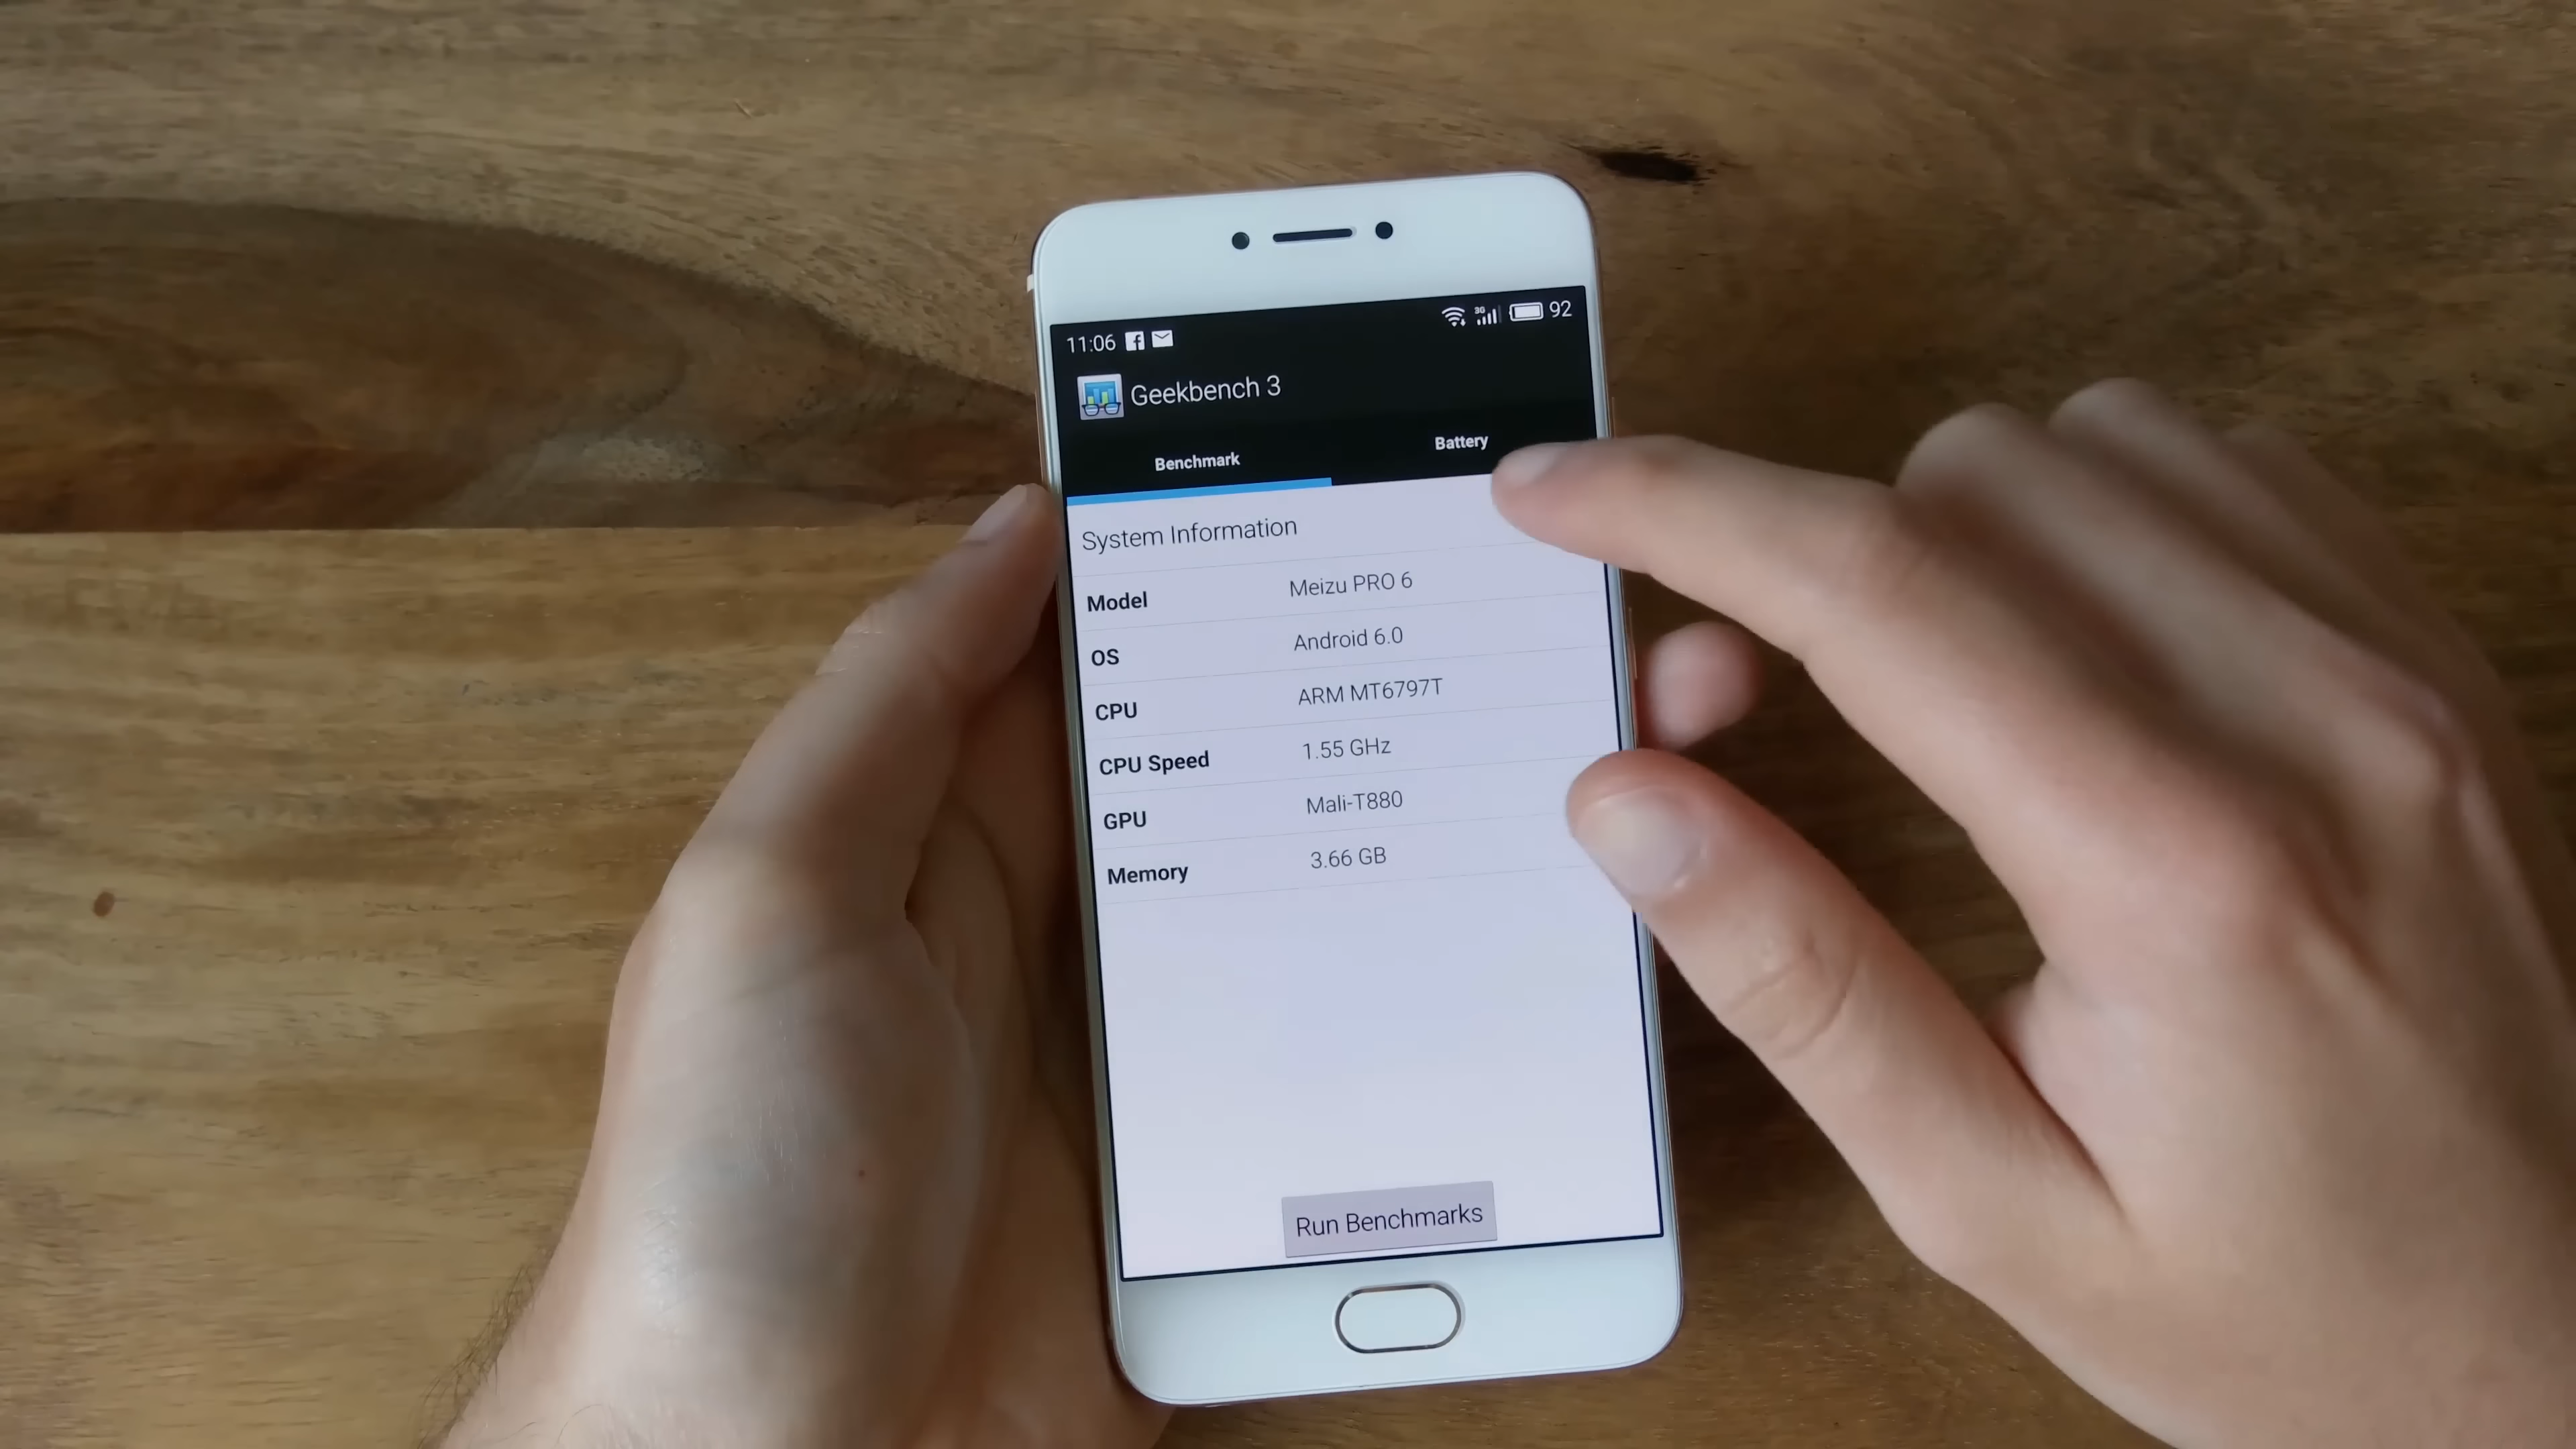 11:06 3G 92
Geekbench 3
Benchmark Battery
System Information
Model Meizu PRO 6
OS Android 6.0
CPU ARM MT6797T
CPU Speed 1.55 GHz
GPU Mali-T880
Memory 3.66 GB
Run Benchmarks